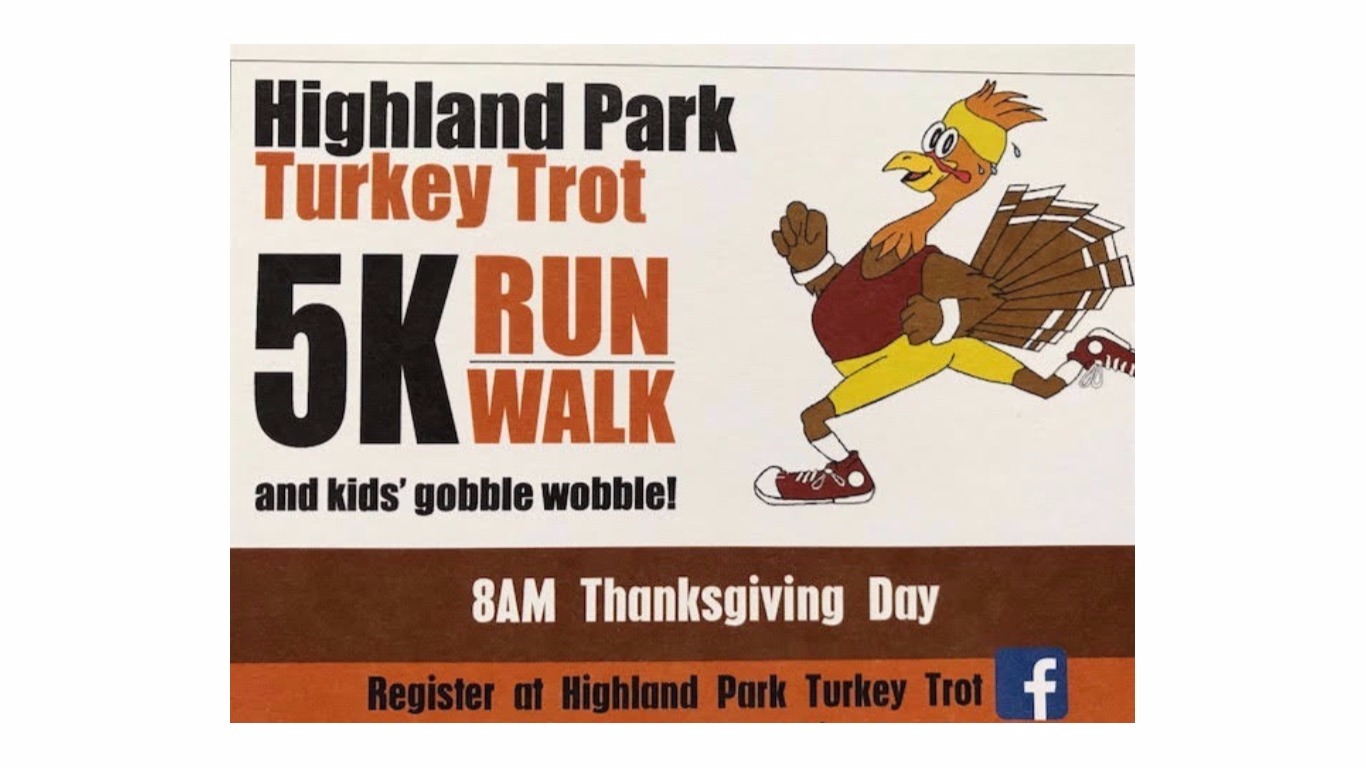 Highland Park
Turkey Trot
5K RUN
WALK
and kids' gobble wobble!
8AM Thanksgiving Day
Register at Highland Park Turkey Trot f